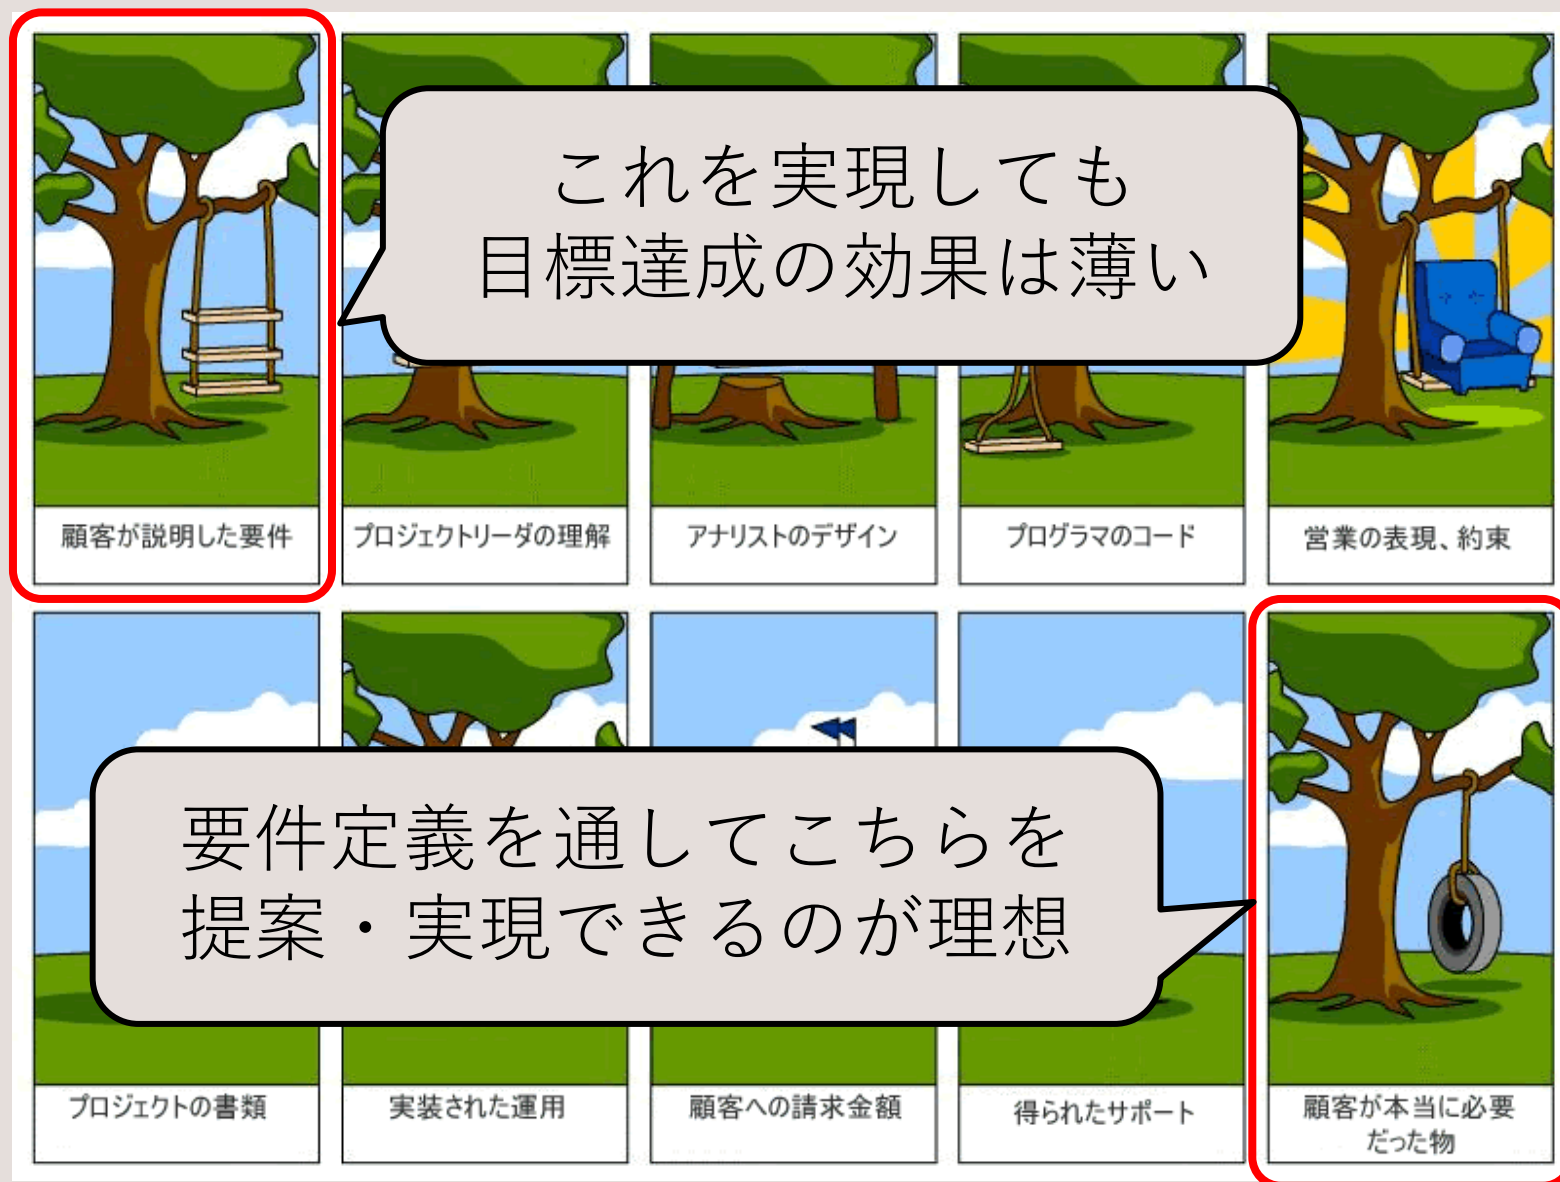 これを実現しても
目標達成の効果は薄い
顧客が説明した要件
プロジェクトリーダの理解
アナリストのデザイン
プログラマのコード
営業の表現、約束
要件定義を通してこちらを
提案・実現できるのが理想
プロジェクトの書類
実装された運用
顧客への請求金額
得られたサポート
顧客が本当に必要
だった物